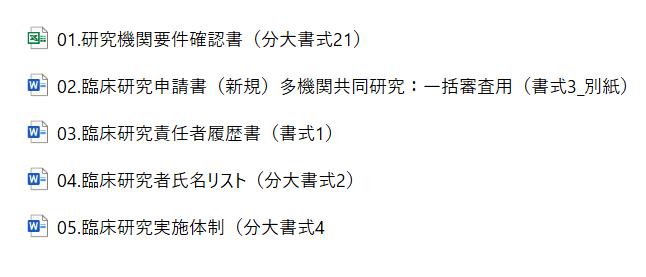 01.研究機関要件確認書（分大書式21）
02.臨床研究申請書（新規）多機関共同研究：一括審査用（書式3_別紙）
03.臨床研究責任者履歴書（書式1）
04.臨床研究者氏名リスト（分大書式2）
05.臨床研究実施体制（分大書式4